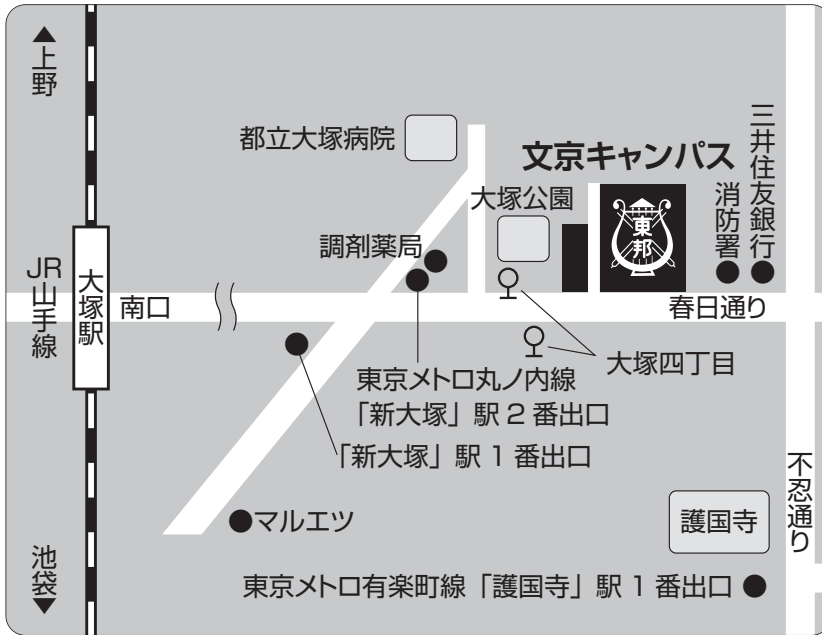 ▲上野
三井住友銀行
都立大塚病院
文京キャンパス
消防署
大塚公園
東邦
調剤薬局
JR山手線
大塚駅
南口
春日通り
大塚四丁目
東京メトロ丸ノ内線
「新大塚」駅2番出口
「新大塚」駅1番出口
不忍通り
マルエツ
護国寺
池袋▼
東京メトロ有楽町線「護国寺」駅1番出口